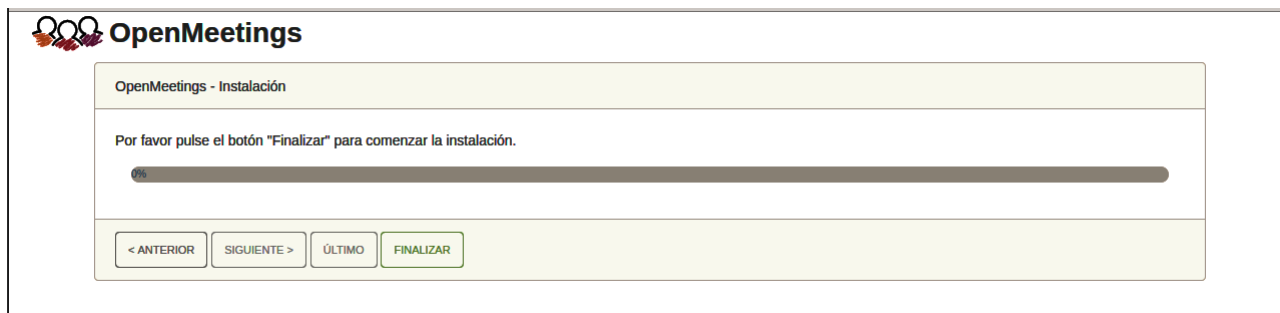 OpenMeetings
OpenMeetings - Instalación
Por favor pulse el botón "Finalizar" para comenzar la instalación.
0%
< ANTERIOR SIGUIENTE > ÚLTIMO FINALIZAR